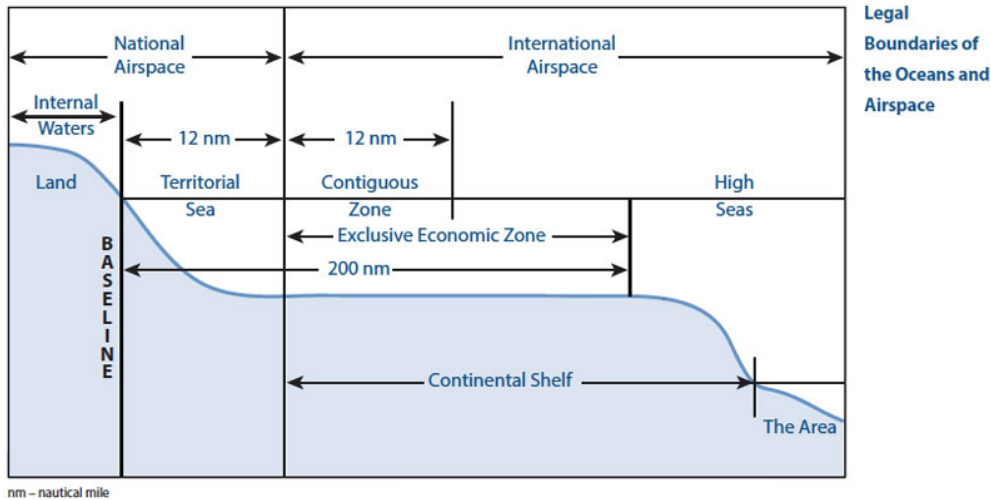 Legal
Boundaries of
the Oceans and
Airspace
National
Airspace
International
Airspace
Internal
Waters
12 nm
12 nm
Land
Territorial
Sea
Contiguous
Zone
High
Seas
BASELINE
Exclusive Economic Zone
200 nm
Continental Shelf
The Area
nm – nautical mile